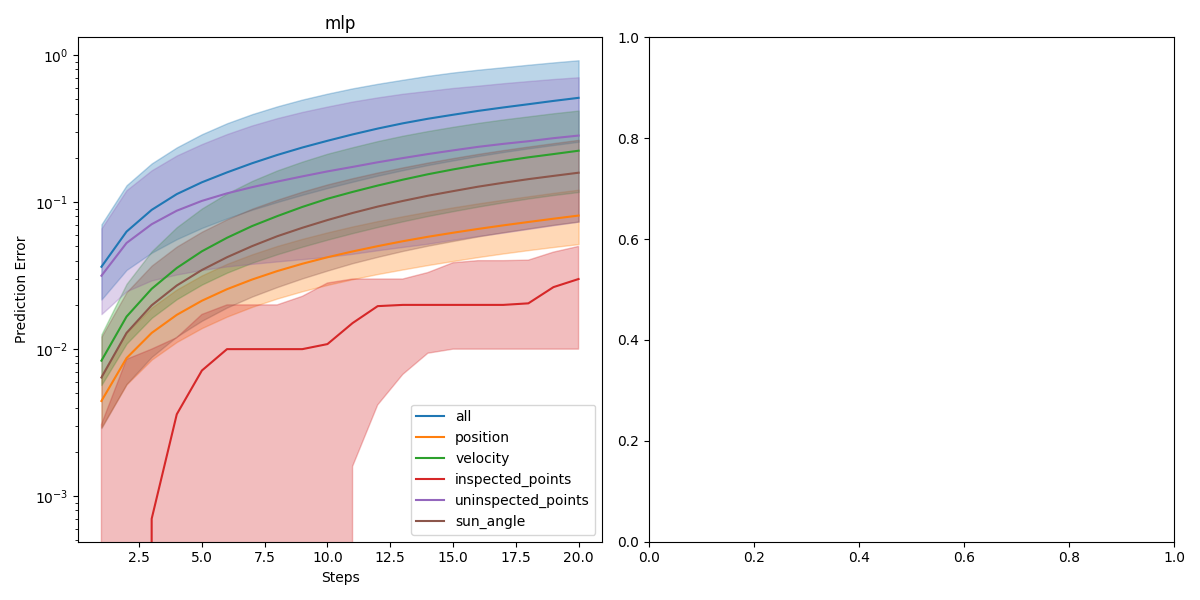 mlp
Prediction Error
10⁰
10⁻¹
10⁻²
10⁻³
2.5 5.0 7.5 10.0 12.5 15.0 17.5 20.0
Steps
all
position
velocity
inspected_points
uninspected_points
sun_angle
1.0
0.8
0.6
0.4
0.2
0.0
0.0 0.2 0.4 0.6 0.8 1.0